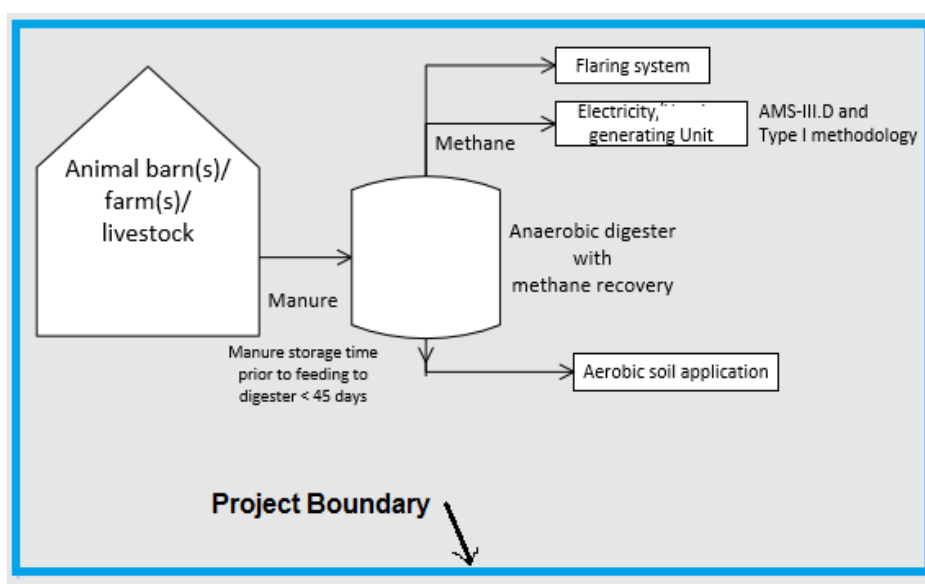 Flaring system
Electricity,
generating Unit
AMS-III.D and
Type I methodology
Methane
Animal barn(s)/
farm(s)/
livestock
Anaerobic digester
with
methane recovery
Manure
Manure storage time
prior to feeding to
digester < 45 days
Aerobic soil application
Project Boundary